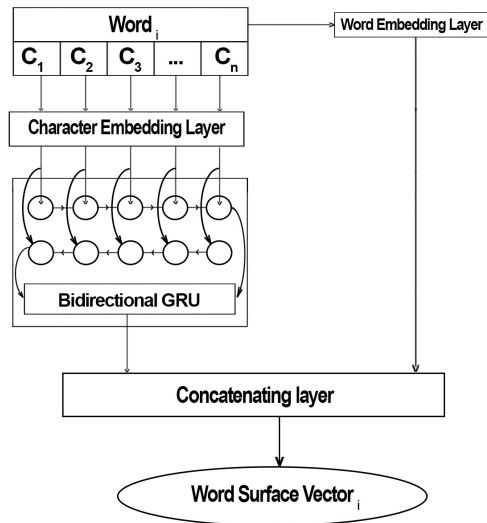 Word i
Word Embedding Layer
C1 C2 C3 ... Cn
Character Embedding Layer
Bidirectional GRU
Concatenating layer
Word Surface Vector i